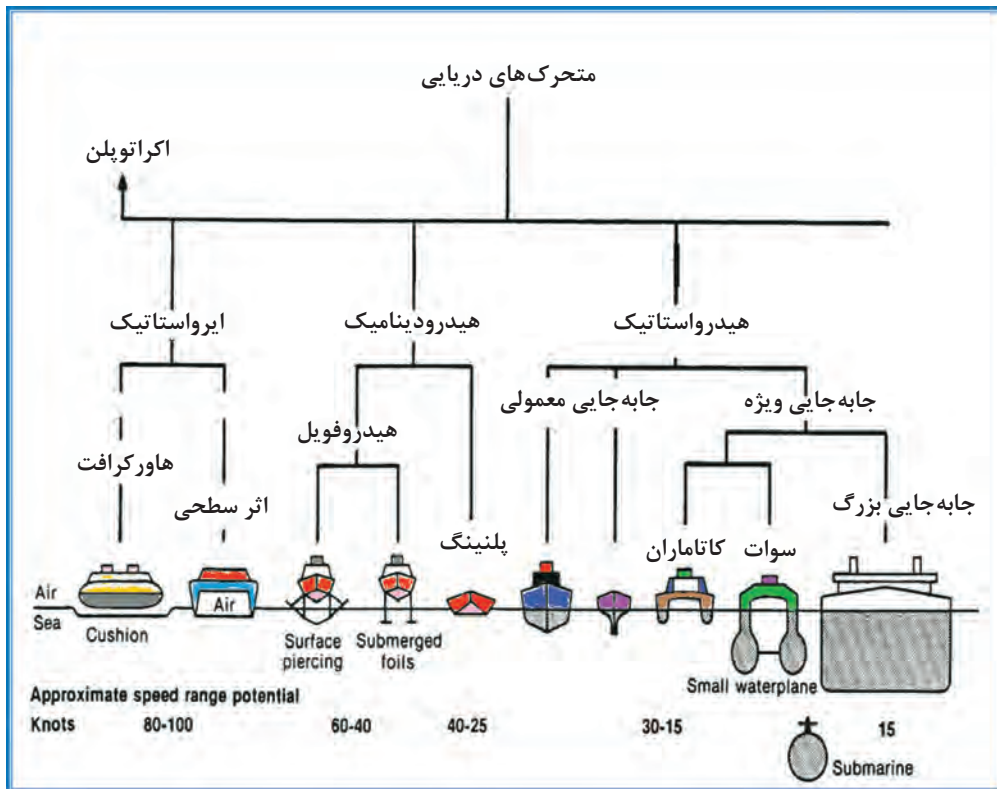 متحرک‌های دریایی
اکراتوپلن
ایرواستاتیک
هیدرودینامیک
هیدرواستاتیک
جابه‌جایی معمولی
جابه‌جایی ویژه
هیدروفویل
هاورکرافت
اثر سطحی
پلنینگ
کاتاماران
سوات
جابه‌جایی بزرگ
Air
Sea
Cushion
Air
Surface
piercing
Submerged
foils
Small waterplane
Approximate speed range potential
Knots 80-100 60-40 40-25 30-15 15
Submarine